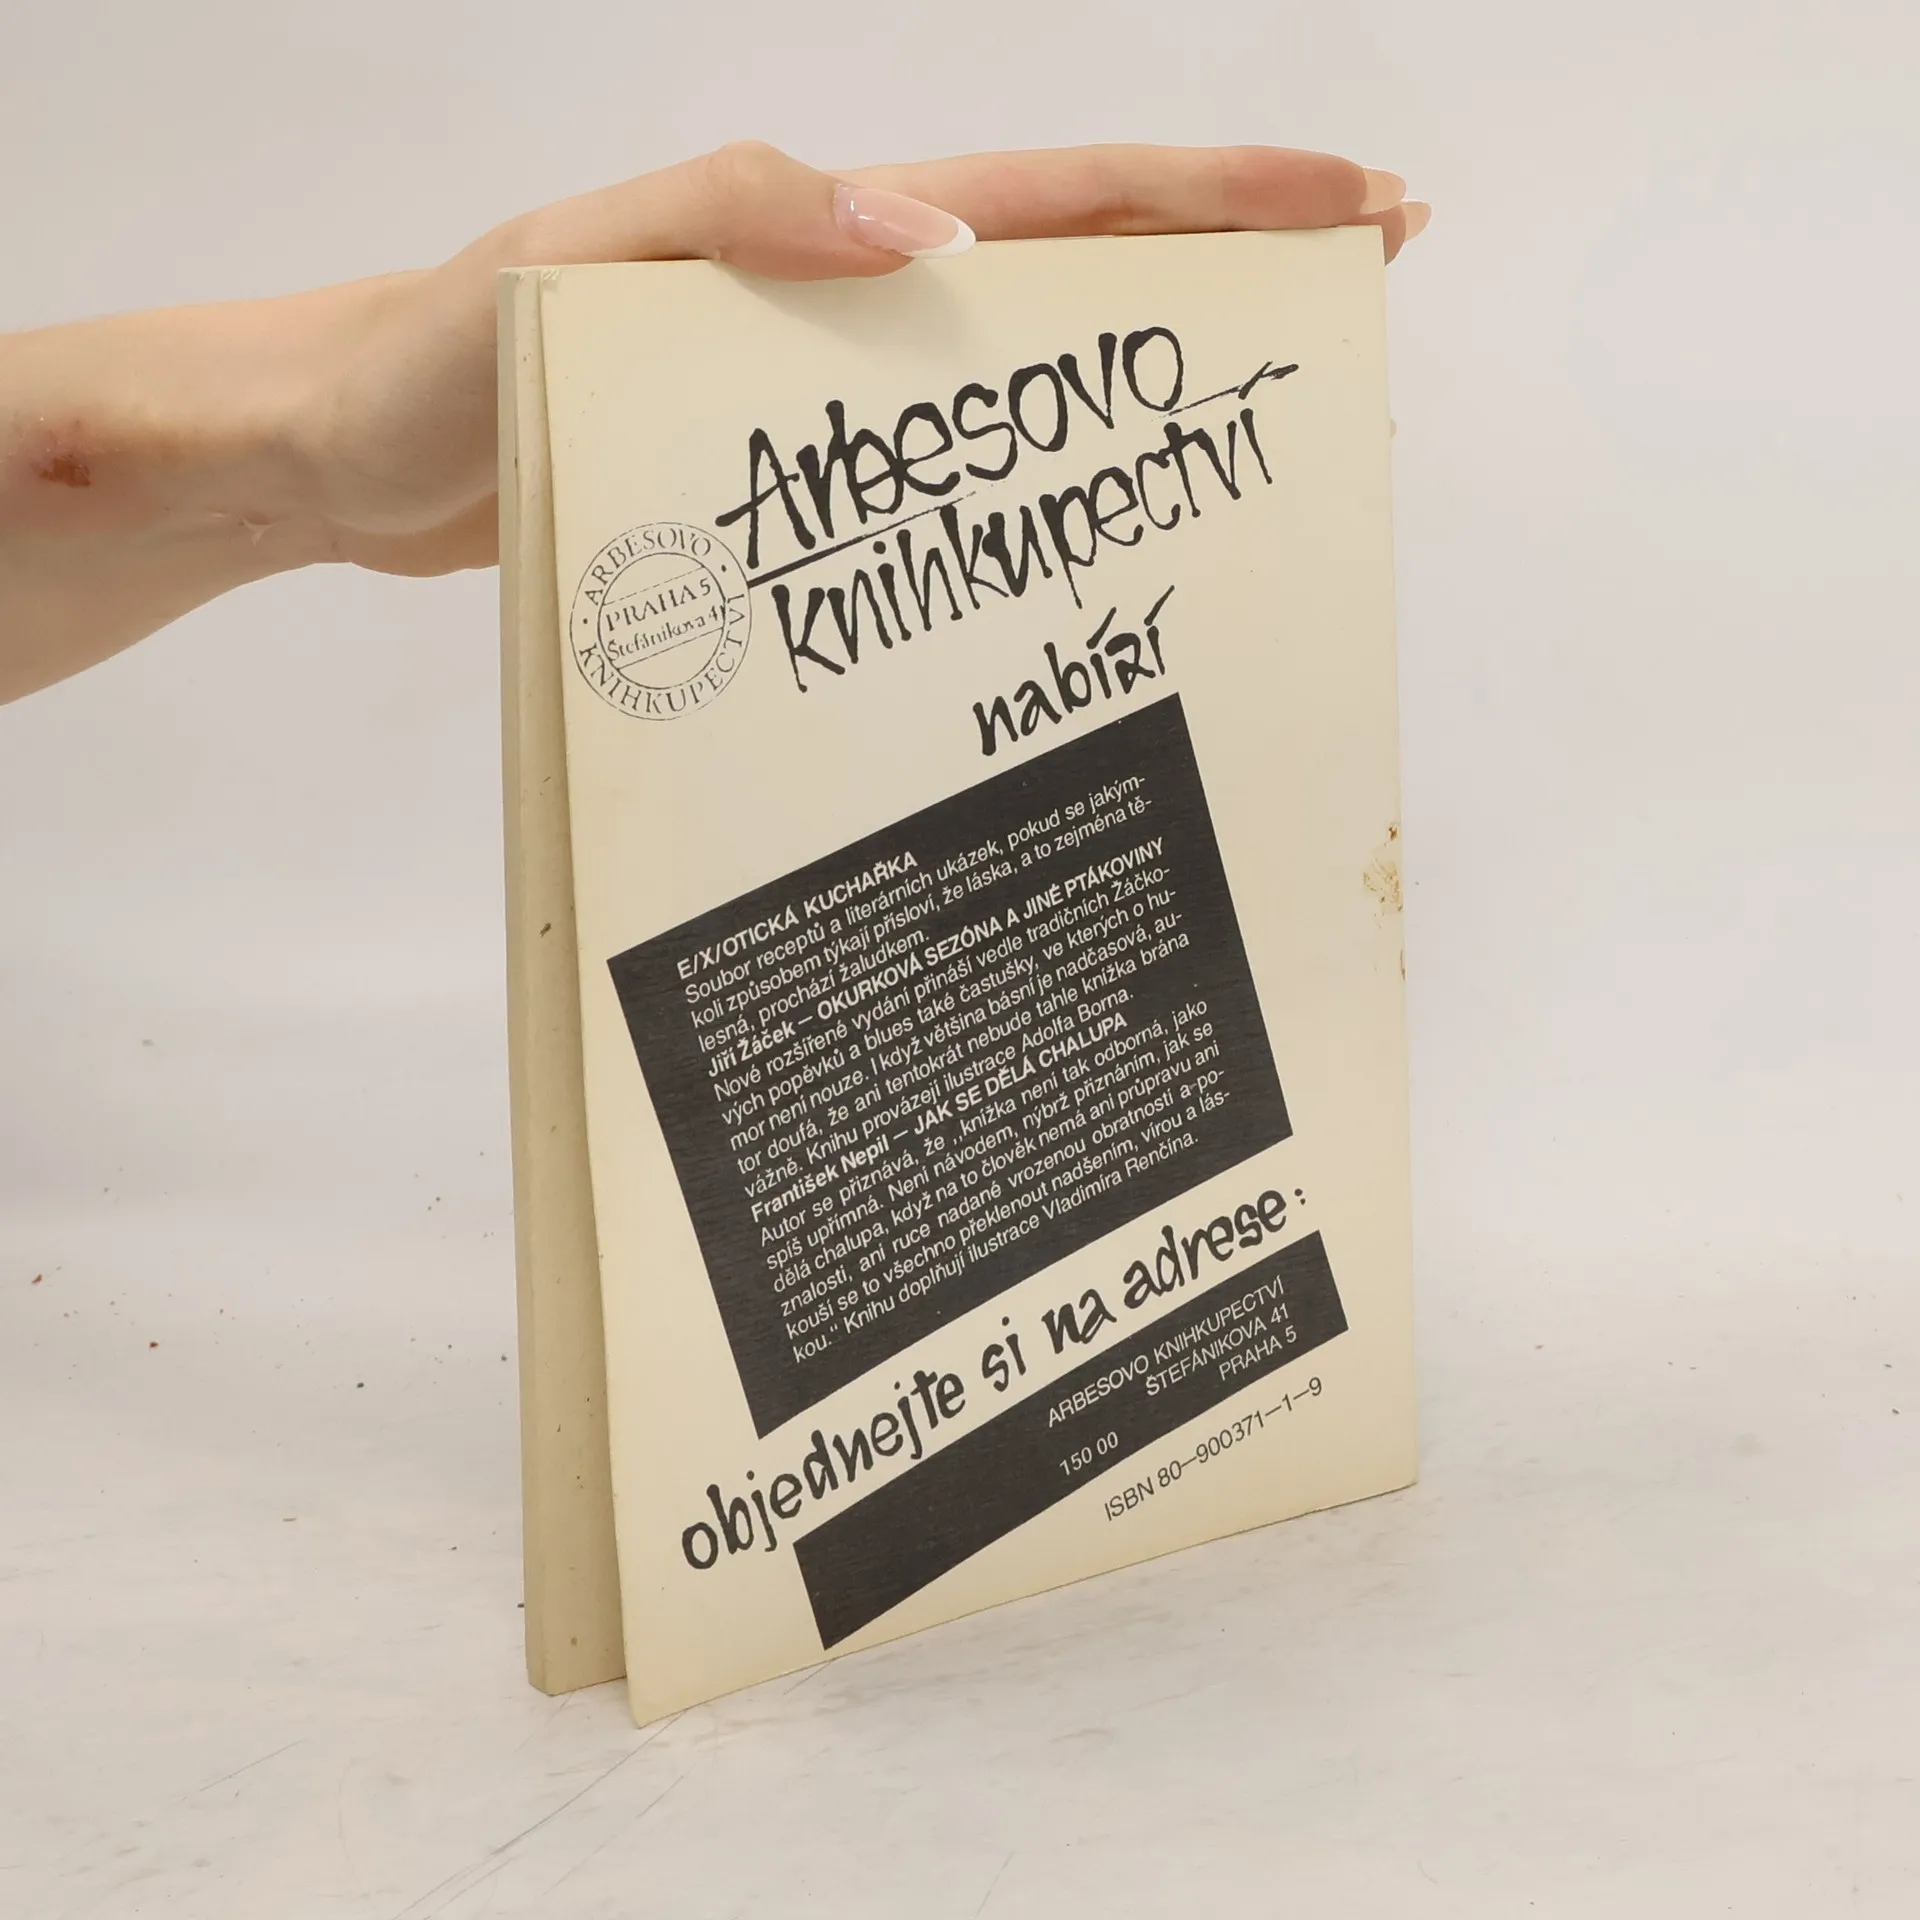 Arbesovo
knihkupectví
nabízí
ARBESOVO
PRAHA 5
Štefánikova 41
KNIHKUPECTVÍ
E/X/OTICKÁ KUCHAŘKA
Soubor receptů a literárních ukázek, pokud se jakým-
koli způsobem týkají přísloví, že láska, a to zejména tě-
lesná, prochází žaludkem.
Jiří Žáček — OKURKOVÁ SEZÓNA A JINÉ PTÁKOVINY
Nové rozšířené vydání přináší vedle tradičních Žáčko-
vých popěvků a blues také častušky, ve kterých o hu-
mor není nouze. I když většina básní je nadčasová, au-
tor doufá, že ani tentokrát nebude tahle knížka brána
vážně. Knihu provázejí ilustrace Adolfa Borna.
František Nepil — JAK SE DĚLÁ CHALUPA
Autor se přiznává, že ,,knížka není tak odborná, jako
spíš upřímná. Není návodem, nýbrž přiznáním, jak se
dělá chalupa, když na to člověk nemá ani průpravu ani
znalosti, ani ruce nadané vrozenou obratností a po-
kouší se to všechno překlenout nadšením, vírou a lás-
kou." Knihu doplňují ilustrace Vladimíra Renčína.
objednejte si na adrese:
ARBESOVO KNIHKUPECTVÍ
ŠTEFÁNIKOVA 41
PRAHA 5
150 00
ISBN 80—900371—1—9